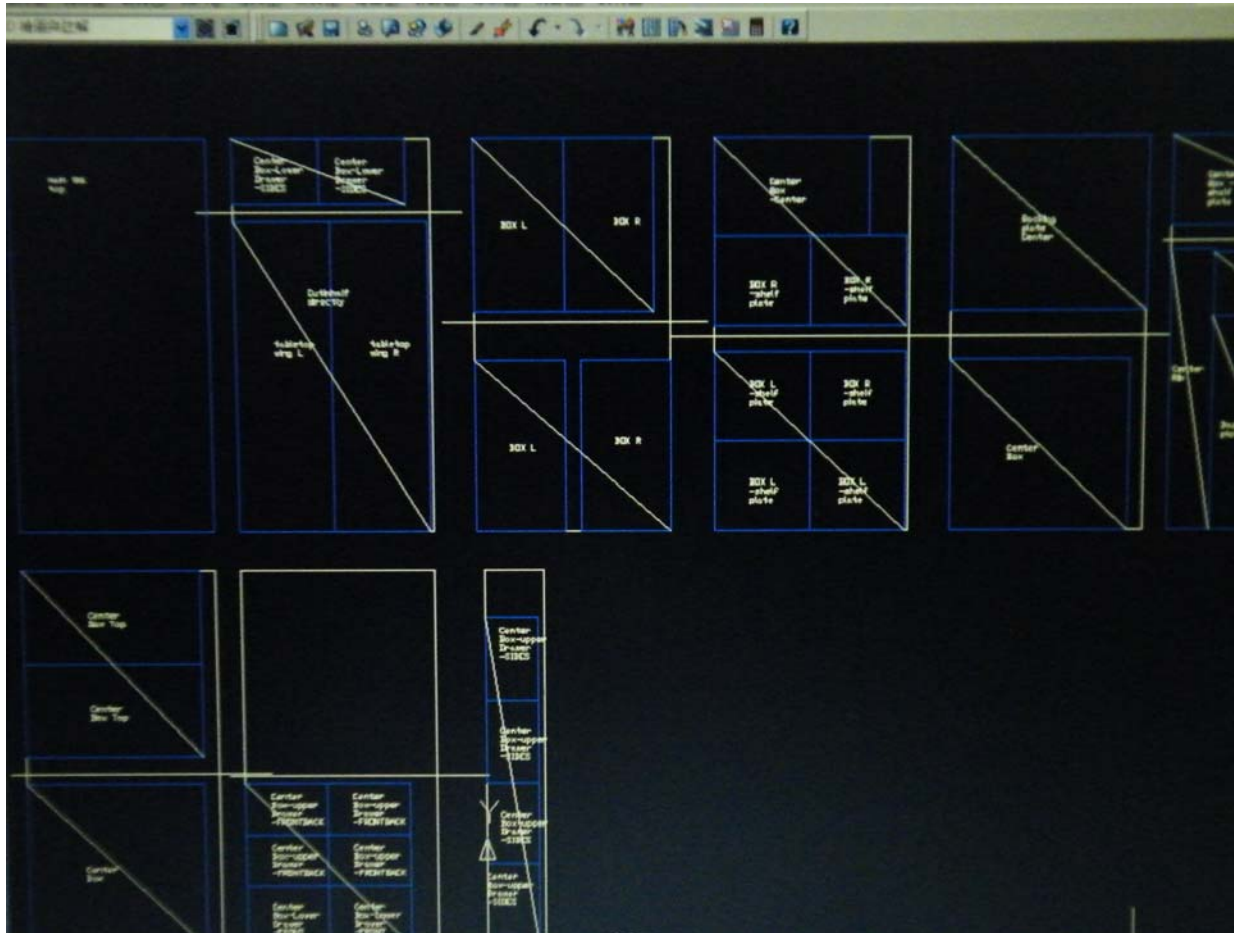 top
Center
Box-Lower
Drawer
-SIDES
Center
Box-Lower
Drawer
-SIDES
directly
tabletop
wing L
tabletop
wing R
BOX L
BOX R
BOX L
BOX R
Center
Box
-Center
BOX R
-shelf
plate
BOX R
-shelf
plate
BOX L
-shelf
plate
BOX R
-shelf
plate
BOX L
-shelf
plate
BOX L
-shelf
plate
plate
Center
Center
Box
Center
Box Top
Center
Box Top
Center
Box
Center
Box-upper
Drawer
-FRONTBACK
Center
Box-upper
Drawer
-FRONTBACK
Center
Box-upper
Drawer
-FRONTBACK
Center
Box-upper
Drawer
-FRONTBACK
Center
Box-Lower
Drawer
Center
Drawer
Center
Box-upper
Drawer
-SIDES
Center
Box-upper
Drawer
-SIDES
Center
Box-upper
Drawer
-SIDES
Center
Box-upper
Drawer
-SIDES
Y